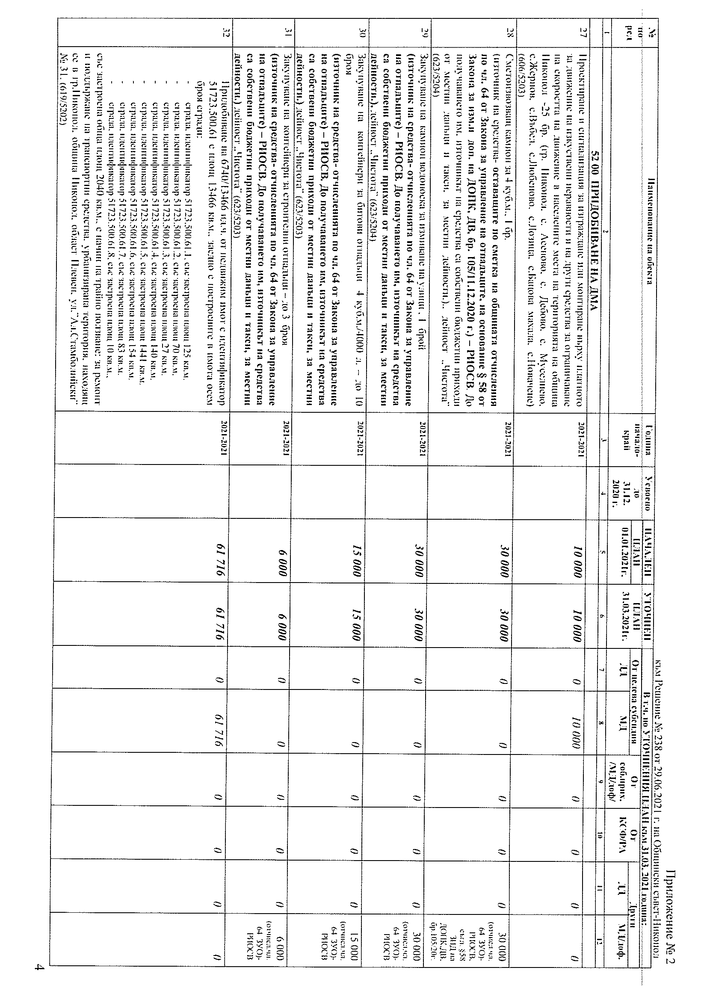 Приложение № 2
към Решение № 238 от 29.06.2021 г. на Общински съвет-Никопол
№
по
ред
Наименование на обекта
Година
начало-
край
Усвоено
до
31.12.
2020 г.
НАЧАЛЕН
ПЛАН
01.01.2021г.
УТОЧНЕН
ПЛАН
31.03.2021г.
В т.ч. по УТОЧНЕНИЯ ПЛАН към 31.03. 2021 година:
От целева субсидия
ДД
МД
От
соб.прих.
/МД/доф/
От
КСФ/РА
Други
ДД
МД/доф.
1 2 3 4 5 6 7 8 9 10 11 12
52 00 ПРИДОБИВАНЕ НА ДМА
27
Проектиране и сигнализация за изграждане или монтиране върху платното
за движение на изкуствени неравности и на други средства за ограничаване
на скоростта на движение в населените места на територията на община
Никопол -25 бр. (гр. Никопол, с. Асеново, с. Дебово, с. Муселиево,
с.Жернов, с.Въбел, с.Любеново, с.Лозица, с.Бацова махала, с.Новачене)
(606/5203)
2021-2021 10 000 10 000 0 10 000 0 0 0 0
28
Сметоизвозващ камион за 4 куб.м., 1 бр.
(източник на средства- оставащите по сметка на общината отчисления
по чл. 64 от Закона за управление на отпадъците, на основание § 58 от
Закона за изм.и доп. на ДОПК, ДВ, бр. 105/11.12.2020 г.) – РИОСВ. До
получаването им, източникът на средства са собствени бюджетни приходи
от местни данъци и такси, за местни дейности.), дейност „Чистота"
(623/5204)
2021-2021 30 000 30 000 0 0 0 0 0 30 000
(отчисл.чл.
64 ЗУО)-
РИОСВ,
съгл. §58
ЗИД на
ДОПК,ДВ,
бр.105/20г.
29
Закупуване на камион водоноска за измиване на улици , 1 брой
(източник на средства- отчисленията по чл. 64 от Закона за управление
на отпадъците) – РИОСВ. До получаването им, източникът на средства
са собствени бюджетни приходи от местни данъци и такси, за местни
дейности.), дейност „Чистота" (623/5204)
2021-2021 30 000 30 000 0 0 0 0 0 30 000
(отчисл.чл.
64 ЗУО)-
РИОСВ
30
Закупуване на контейнери за битови отпадъци 4 куб.м./4000 л. – до 10
броя
(източник на средства- отчисленията по чл. 64 от Закона за управление
на отпадъците) – РИОСВ. До получаването им, източникът на средства
са собствени бюджетни приходи от местни данъци и такси, за местни
дейности.) дейност „Чистота" (623/5203)
2021-2021 15 000 15 000 0 0 0 0 0 15 000
(отчисл.чл.
64 ЗУО)-
РИОСВ
31
Закупуване на контейнери за строителни отпадъци – до 3 броя
(източник на средства- отчисленията по чл. 64 от Закона за управление
на отпадъците) – РИОСВ. До получаването им, източникът на средства
са собствени бюджетни приходи от местни данъци и такси, за местни
дейности.) дейност „Чистота" (623/5203)
2021-2021 6 000 6 000 0 0 0 0 0 6 000
(отчисл.чл.
64 ЗУО)-
РИОСВ
32
Придобиване на 6740/13466 ид.ч. от недвижим имот с идентификатор
51723.500.61 с площ 13466 кв.м., заедно с построените в имота осем
броя сгради:
- сграда, идентификатор 51723.500.61.1, със застроена площ 125 кв.м.
- сграда, идентификатор 51723.500.61.2, със застроена площ 70 кв.м.
- сграда, идентификатор 51723.500.61.3, със застроена площ 27 кв.м.
- сграда, идентификатор 51723.500.61.4, със застроена площ 140 кв.м.
- сграда, идентификатор 51723.500.61.5, със застроена площ 1441 кв.м.
- сграда, идентификатор 51723.500.61.6, със застроена площ 154 кв.м.
- сграда, идентификатор 51723.500.61.7, със застроена площ 83 кв.м.
- сграда, идентификатор 51723.500.61.8, със застроена площ 10 кв.м.,
със застроена обща площ 2040 кв.м., с начин на трайно ползване: за ремонт
и поддържане на транспортни средства, урбанизирана територия, находящ
се в гр.Никопол, община Никопол, област Плевен, ул."Ал.Стамболийски"
№ 31. (619/5202)
2021-2021 61 716 61 716 0 61 716 0 0 0 0
4